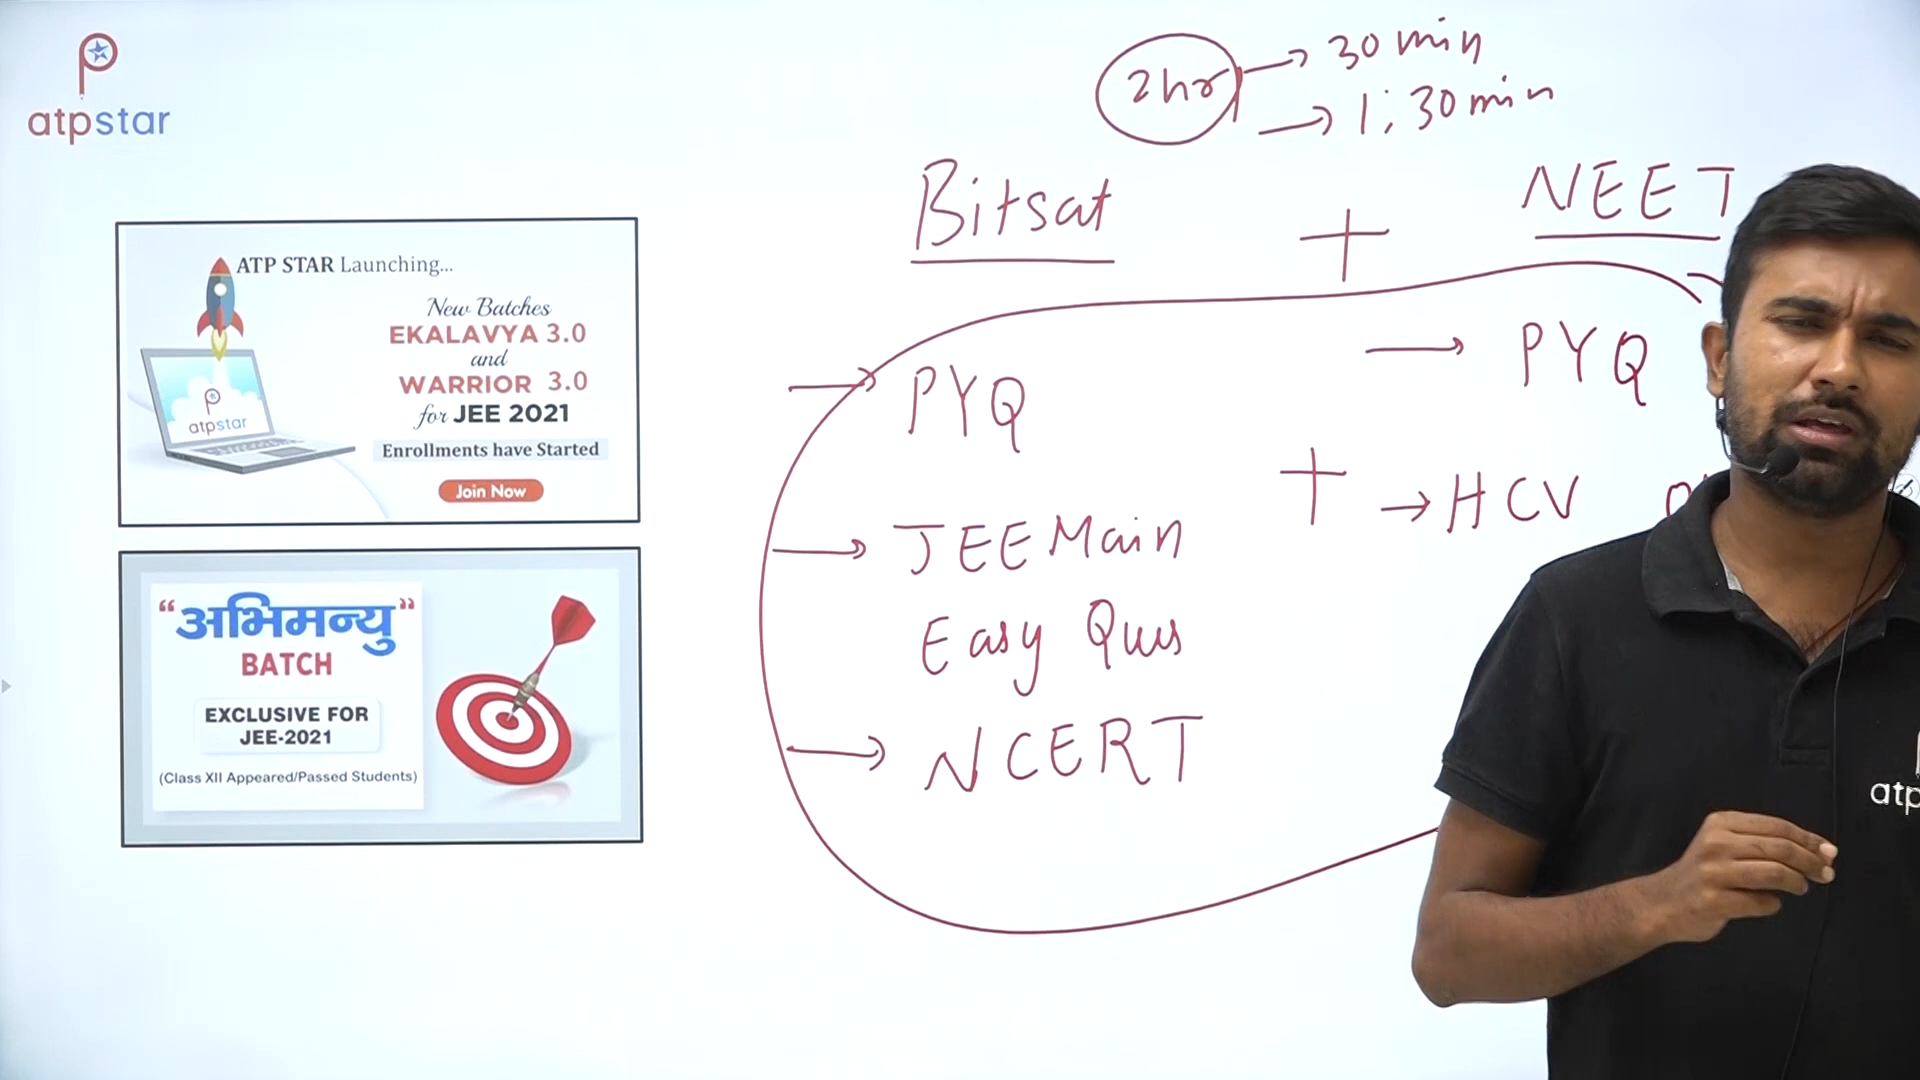 atpstar
2hr → 30 min
→ 1:30 min
Bitsat + NEET
→ PYQ
→ PYQ
+ → HCV
→ JEE Main
Easy Ques
→ NCERT
ATP STAR Launching...
New Batches
EKALAVYA 3.0
and
WARRIOR 3.0
for JEE 2021
Enrollments have Started
Join Now
atpstar
“अभिमन्यु”
BATCH
EXCLUSIVE FOR
JEE-2021
(Class XII Appeared/Passed Students)
atp